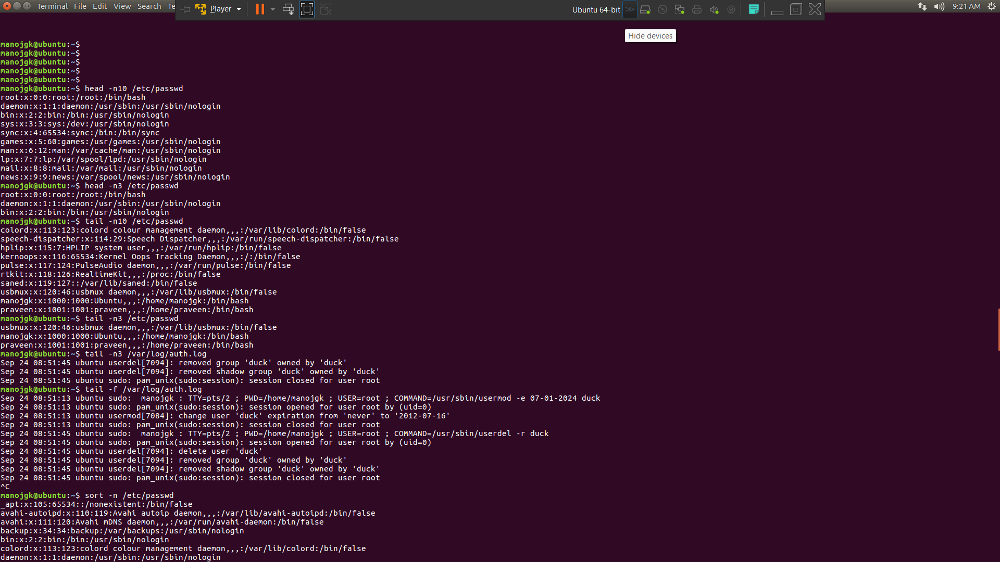 Terminal File Edit View Search Te
Player
Ubuntu 64-bit
9:21 AM
Hide devices
manojgk@ubuntu:~$
manojgk@ubuntu:~$
manojgk@ubuntu:~$
manojgk@ubuntu:~$
manojgk@ubuntu:~$
manojgk@ubuntu:~$ head -n10 /etc/passwd
root:x:0:0:root:/root:/bin/bash
daemon:x:1:1:daemon:/usr/sbin:/usr/sbin/nologin
bin:x:2:2:bin:/bin:/usr/sbin/nologin
sys:x:3:3:sys:/dev:/usr/sbin/nologin
sync:x:4:65534:sync:/bin:/bin/sync
games:x:5:60:games:/usr/games:/usr/sbin/nologin
man:x:6:12:man:/var/cache/man:/usr/sbin/nologin
lp:x:7:7:lp:/var/spool/lpd:/usr/sbin/nologin
mail:x:8:8:mail:/var/mail:/usr/sbin/nologin
news:x:9:9:news:/var/spool/news:/usr/sbin/nologin
manojgk@ubuntu:~$ head -n3 /etc/passwd
root:x:0:0:root:/root:/bin/bash
daemon:x:1:1:daemon:/usr/sbin:/usr/sbin/nologin
bin:x:2:2:bin:/bin:/usr/sbin/nologin
manojgk@ubuntu:~$ tail -n10 /etc/passwd
colord:x:113:123:colord colour management daemon,,,:/var/lib/colord:/bin/false
speech-dispatcher:x:114:29:Speech Dispatcher,,,:/var/run/speech-dispatcher:/bin/false
hplip:x:115:7:HPLIP system user,,,:/var/run/hplip:/bin/false
kernoops:x:116:65534:Kernel Oops Tracking Daemon,,,:/:/bin/false
pulse:x:117:124:PulseAudio daemon,,,:/var/run/pulse:/bin/false
rtkit:x:118:126:RealtimeKit,,,:/proc:/bin/false
saned:x:119:127::/var/lib/saned:/bin/false
usbmux:x:120:46:usbmux daemon,,,:/var/lib/usbmux:/bin/false
manojgk:x:1000:1000:Ubuntu,,,:/home/manojgk:/bin/bash
praveen:x:1001:1001:praveen,,,:/home/praveen:/bin/bash
manojgk@ubuntu:~$ tail -n3 /etc/passwd
usbmux:x:120:46:usbmux daemon,,,:/var/lib/usbmux:/bin/false
manojgk:x:1000:1000:Ubuntu,,,:/home/manojgk:/bin/bash
praveen:x:1001:1001:praveen,,,:/home/praveen:/bin/bash
manojgk@ubuntu:~$ tail -n3 /var/log/auth.log
Sep 24 08:51:45 ubuntu userdel[7094]: removed group 'duck' owned by 'duck'
Sep 24 08:51:45 ubuntu userdel[7094]: removed shadow group 'duck' owned by 'duck'
Sep 24 08:51:45 ubuntu sudo: pam_unix(sudo:session): session closed for user root
manojgk@ubuntu:~$ tail -f /var/log/auth.log
Sep 24 08:51:13 ubuntu sudo:  manojgk : TTY=pts/2 ; PWD=/home/manojgk ; USER=root ; COMMAND=/usr/sbin/usermod -e 07-01-2024 duck
Sep 24 08:51:13 ubuntu sudo: pam_unix(sudo:session): session opened for user root by (uid=0)
Sep 24 08:51:13 ubuntu usermod[7084]: change user 'duck' expiration from 'never' to '2012-07-16'
Sep 24 08:51:13 ubuntu sudo: pam_unix(sudo:session): session closed for user root
Sep 24 08:51:45 ubuntu sudo:  manojgk : TTY=pts/2 ; PWD=/home/manojgk ; USER=root ; COMMAND=/usr/sbin/userdel -r duck
Sep 24 08:51:45 ubuntu sudo: pam_unix(sudo:session): session opened for user root by (uid=0)
Sep 24 08:51:45 ubuntu userdel[7094]: delete user 'duck'
Sep 24 08:51:45 ubuntu userdel[7094]: removed group 'duck' owned by 'duck'
Sep 24 08:51:45 ubuntu userdel[7094]: removed shadow group 'duck' owned by 'duck'
Sep 24 08:51:45 ubuntu sudo: pam_unix(sudo:session): session closed for user root
^C
manojgk@ubuntu:~$ sort -n /etc/passwd
_apt:x:105:65534::/nonexistent:/bin/false
avahi-autoipd:x:110:119:Avahi autoip daemon,,,:/var/lib/avahi-autoipd:/bin/false
avahi:x:111:120:Avahi mDNS daemon,,,:/var/run/avahi-daemon:/bin/false
backup:x:34:34:backup:/var/backups:/usr/sbin/nologin
bin:x:2:2:bin:/bin:/usr/sbin/nologin
colord:x:113:123:colord colour management daemon,,,:/var/lib/colord:/bin/false
daemon:x:1:1:daemon:/usr/sbin:/usr/sbin/nologin